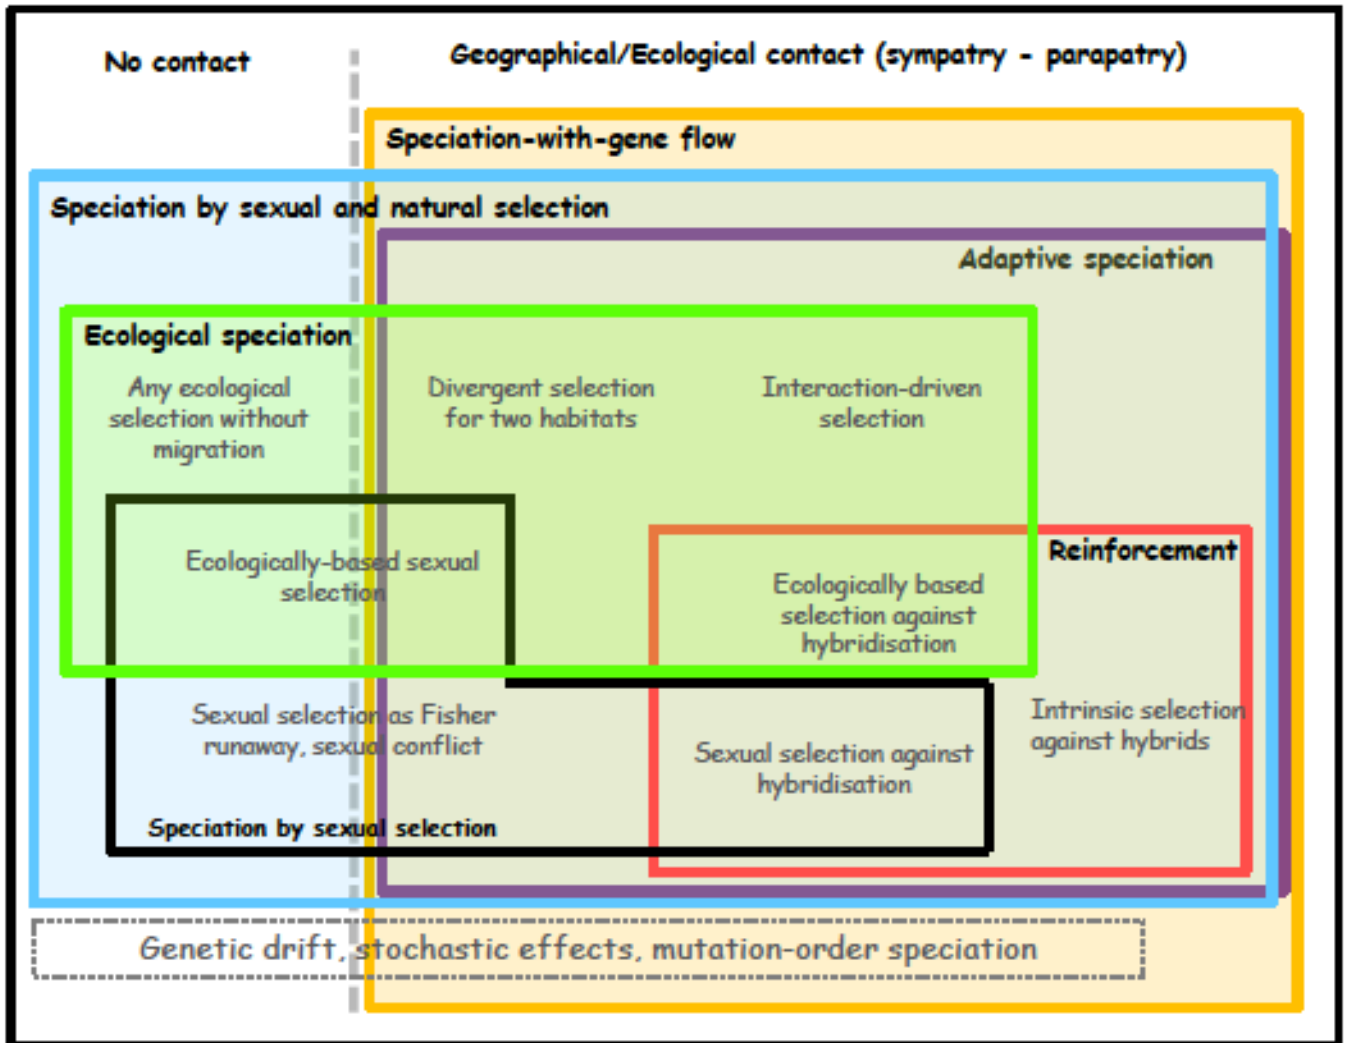 No contact
Geographical/Ecological contact (sympatry - parapatry)
Speciation-with-gene flow
Speciation by sexual and natural selection
Adaptive speciation
Ecological speciation
Any ecological
selection without
migration
Divergent selection
for two habitats
Interaction-driven
selection
Reinforcement
Ecologically-based sexual
selection
Ecologically based
selection against
hybridisation
Sexual selection as Fisher
runaway, sexual conflict
Sexual selection against
hybridisation
Intrinsic selection
against hybrids
Speciation by sexual selection
Genetic drift, stochastic effects, mutation-order speciation